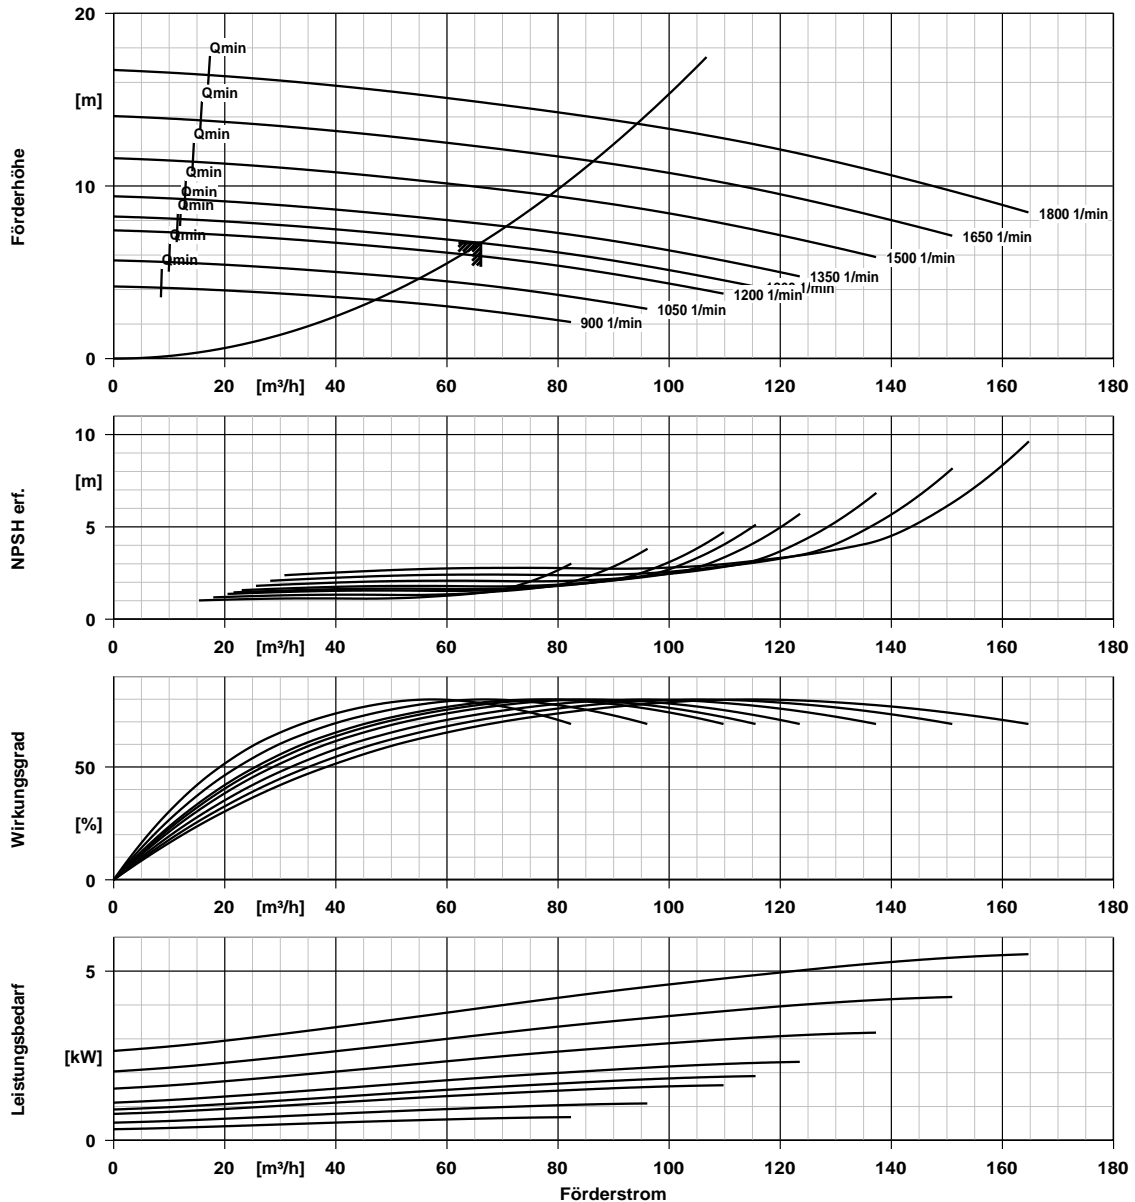 20
Qmin
[m]
Qmin
Qmin
Förderhöhe
Qmin
10
Qmin
Qmin
1800 1/min
Qmin
1650 1/min
Qmin
1500 1/min
1350 1/min
1200 1/min
1050 1/min
900 1/min
0
0 20 [m³/h] 40 60 80 100 120 140 160 180
10
[m]
NPSH erf.
5
0
0 20 [m³/h] 40 60 80 100 120 140 160 180
Wirkungsgrad
50
[%]
0
0 20 [m³/h] 40 60 80 100 120 140 160 180
5
Leistungsbedarf
[kW]
0
0 20 [m³/h] 40 60 80 100 120 140 160 180
Förderstrom